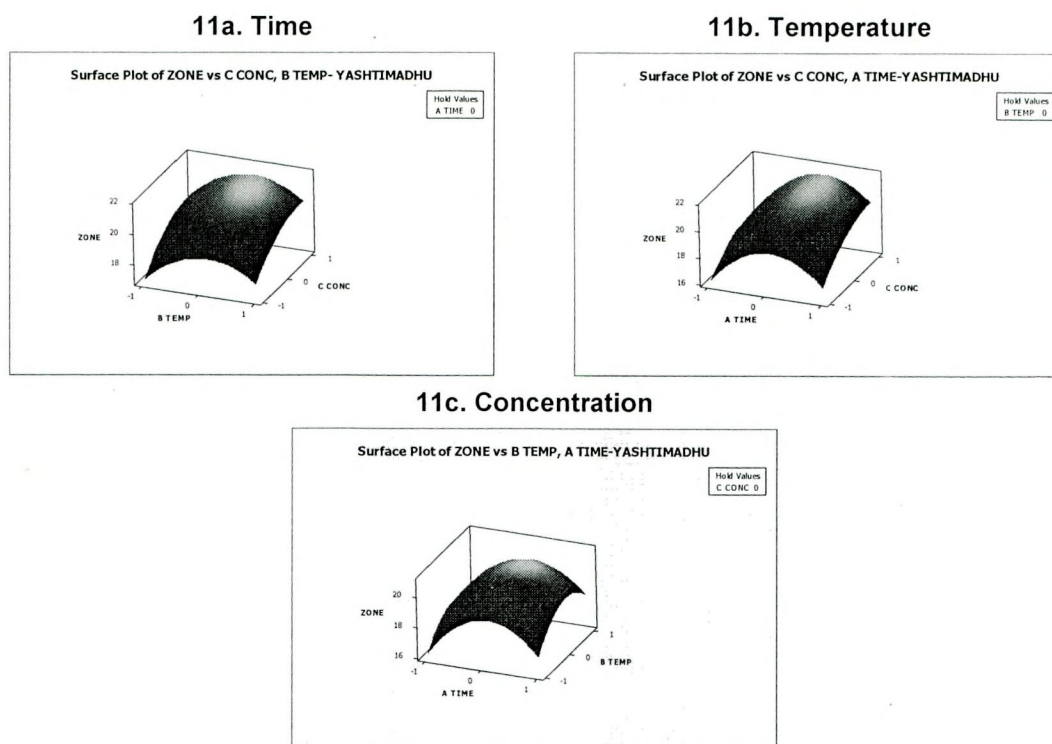 11a. Time
Surface Plot of ZONE vs C CONC, B TEMP- YASHTIMADHU
Hold Values
A TIME 0
22
20
18
ZONE
-1
0
1
B TEMP
-1
0
1
C CONC
11b. Temperature
Surface Plot of ZONE vs C CONC, A TIME-YASHTIMADHU
Hold Values
B TEMP 0
22
20
18
16
ZONE
-1
0
1
A TIME
-1
0
1
C CONC
11c. Concentration
Surface Plot of ZONE vs B TEMP, A TIME-YASHTIMADHU
Hold Values
C CONC 0
20
18
16
ZONE
-1
0
1
A TIME
-1
0
1
B TEMP